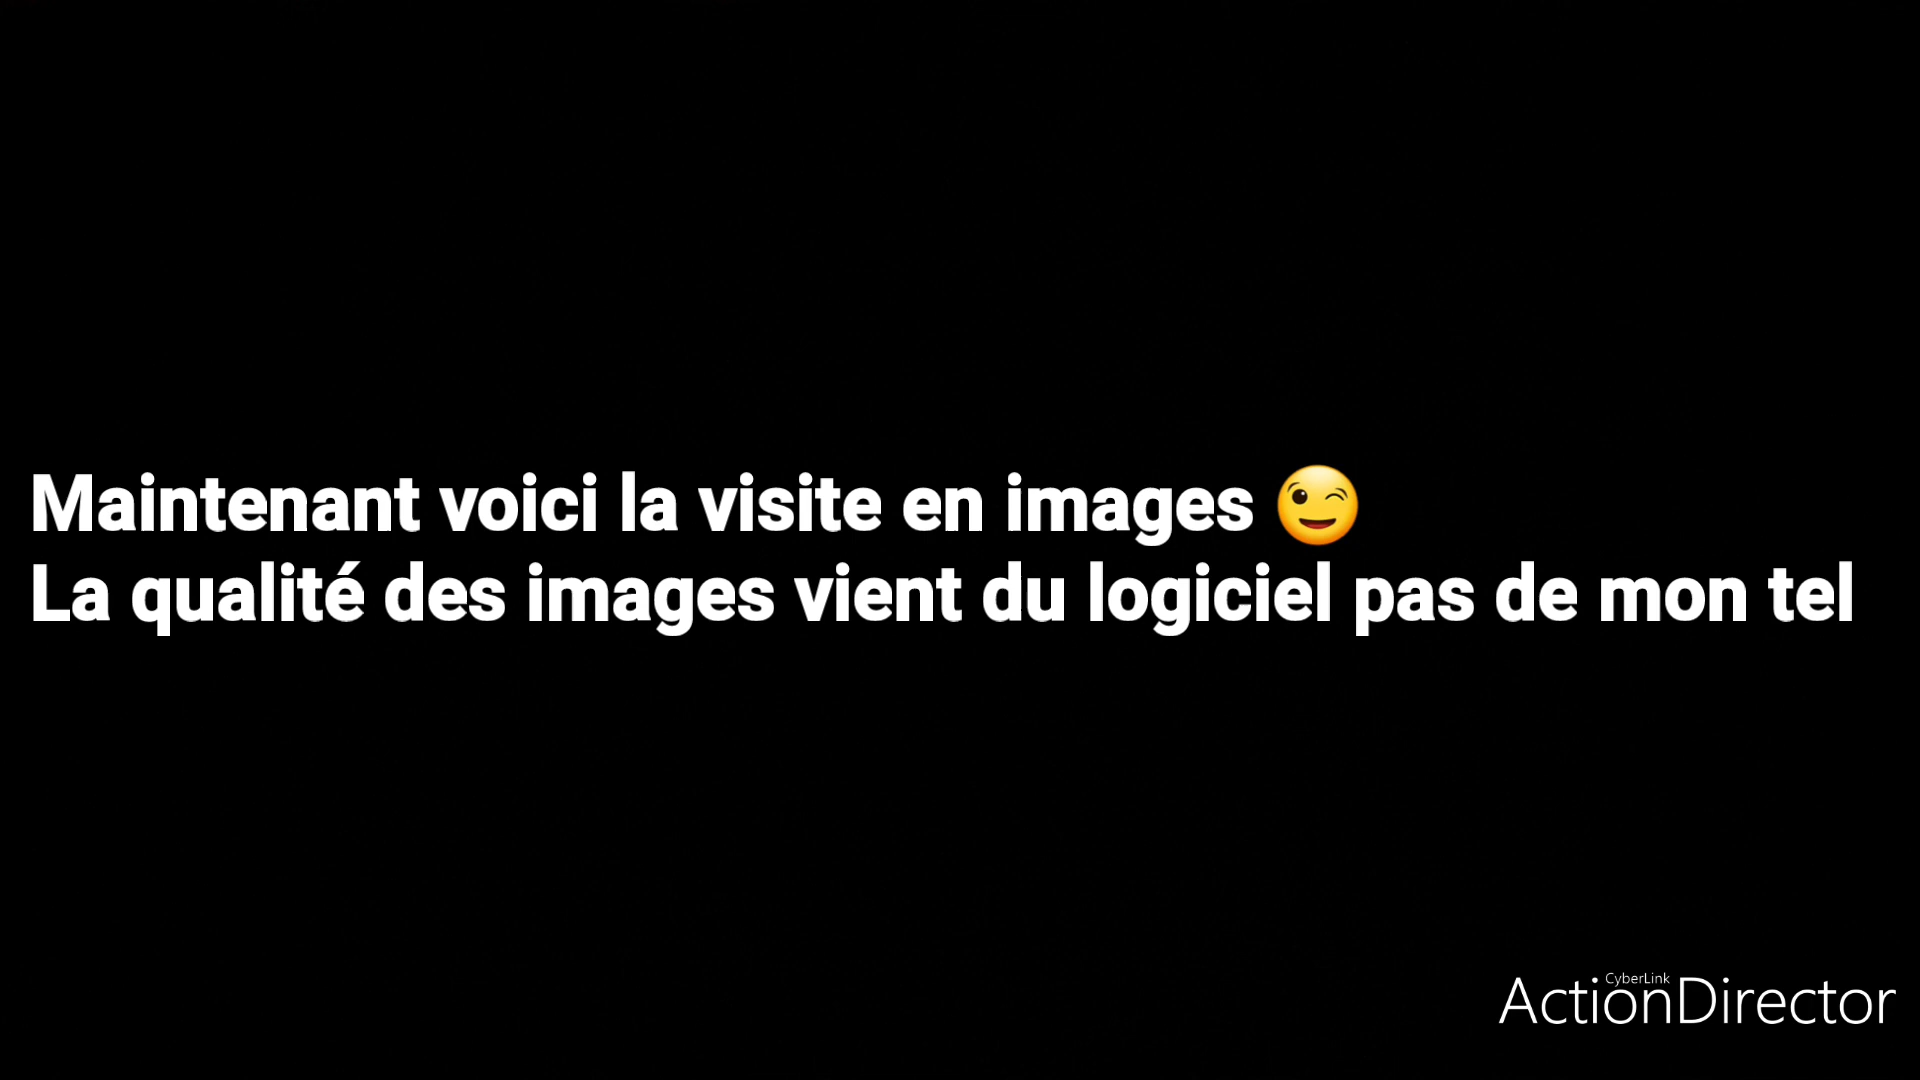 Maintenant voici la visite en images 😉
La qualité des images vient du logiciel pas de mon tel
CyberLink
ActionDirector